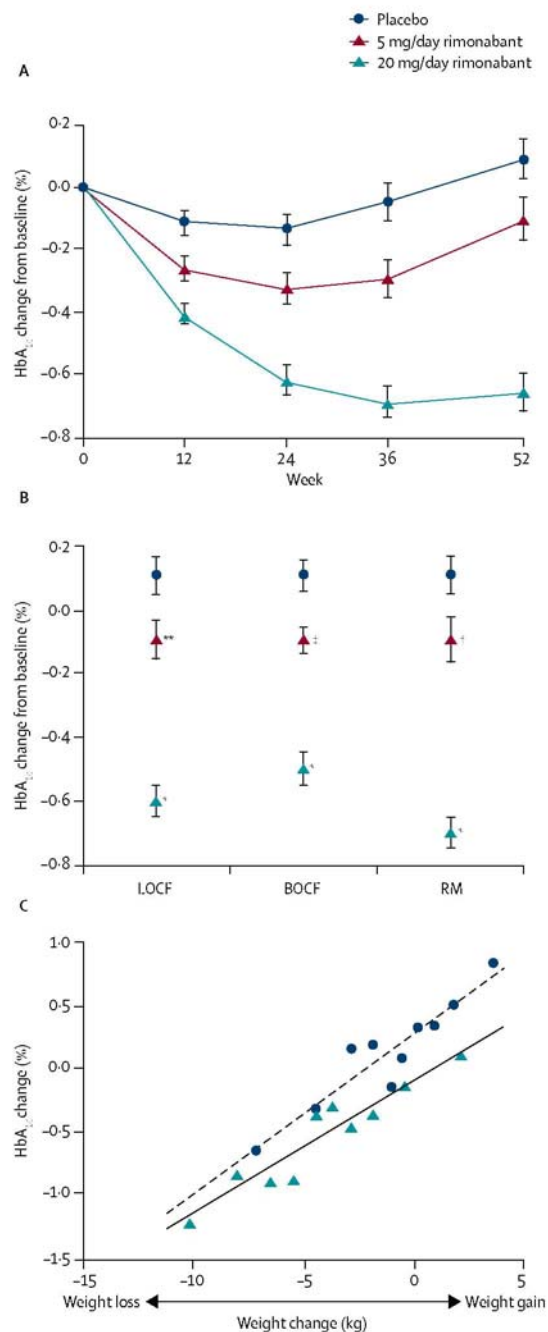 Placebo
5 mg/day rimonabant
20 mg/day rimonabant
A
HbA1c change from baseline (%)
0·2
0·0
–0·2
–0·4
–0·6
–0·8
0 12 24 36 52
Week
B
HbA1c change from baseline (%)
0·2
0·0
–0·2
–0·4
–0·6
–0·8
**
‡
†
*
*
*
LOCF BOCF RM
C
HbA1c change (%)
1·0
0·5
0·0
–0·5
–1·0
–1·5
–15 –10 –5 0 5
Weight loss Weight gain
Weight change (kg)